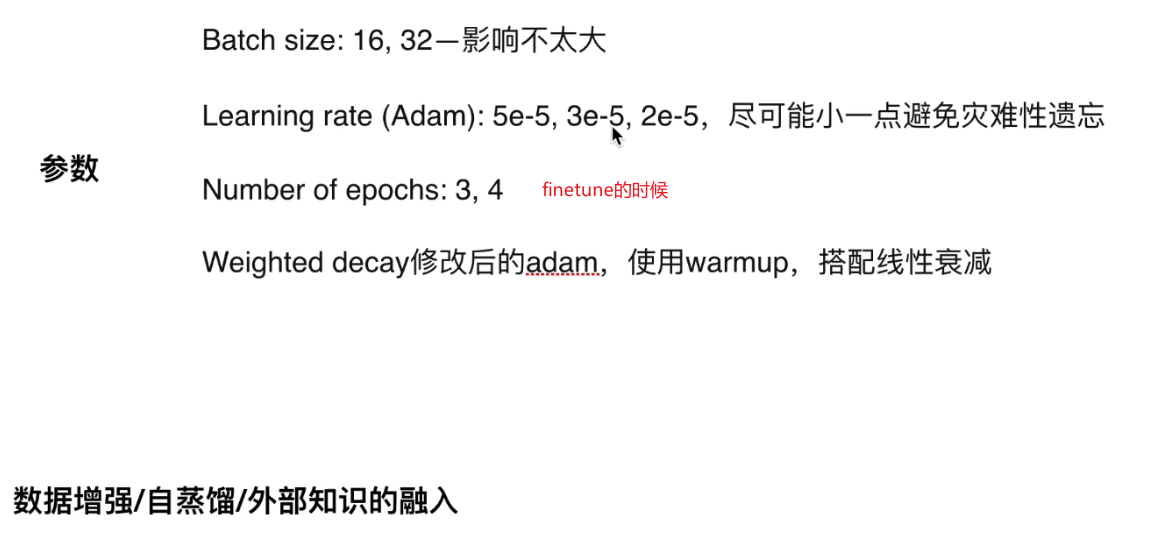 Batch size: 16, 32—影响不太大
Learning rate (Adam): 5e-5, 3e-5, 2e-5，尽可能小一点避免灾难性遗忘
参数
Number of epochs: 3, 4 finetune的时候
Weighted decay修改后的adam，使用warmup，搭配线性衰减
数据增强/自蒸馏/外部知识的融入